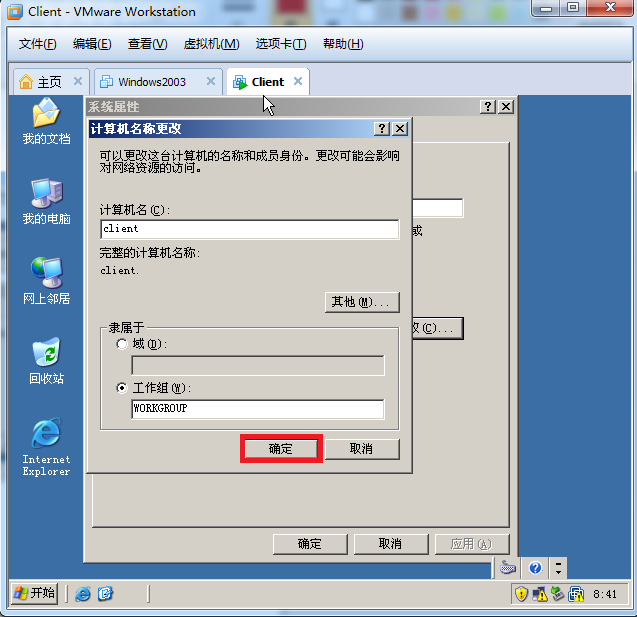 Client - VMware Workstation
文件(F) 编辑(E) 查看(V) 虚拟机(M) 选项卡(T) 帮助(H)
主页 Windows2003 Client
系统属性
计算机名称更改
可以更改这台计算机的名称和成员身份。更改可能会影响
对网络资源的访问。
计算机名(C):
client
完整的计算机名称:
client.
其他(M)...
隶属于
域(D):
工作组(W):
WORKGROUP
确定 取消
或
(C)...
确定 取消 应用(A)
我的文档
我的电脑
网上邻居
回收站
Internet
Explorer
开始
8:41